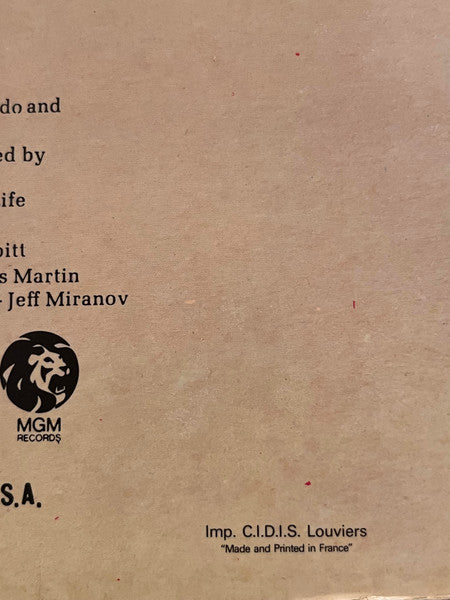 do and
ed by
ife
bitt
s Martin
- Jeff Miranov
MGM
RECORDS
S.A.
Imp. C.I.D.I.S. Louviers
"Made and Printed in France"